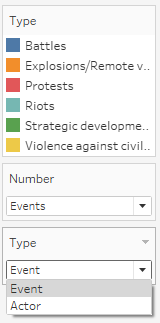 Type
Battles
Explosions/Remote v..
Protests
Riots
Strategic developme..
Violence against civil..
Number
Events
Type
Event
Event
Actor